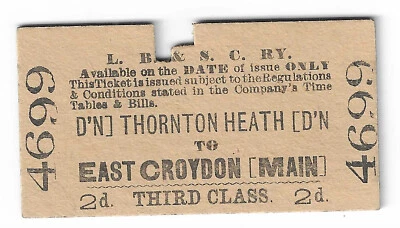 L. B. & S. C. RY.
Available on the DATE of issue ONLY
This Ticket is issued subject to the Regulations
& Conditions stated in the Company's Time
Tables & Bills.
D'N] THORNTON HEATH [D'N
TO
EAST CROYDON [MAIN]
2d. THIRD CLASS. 2d.
4699
4699